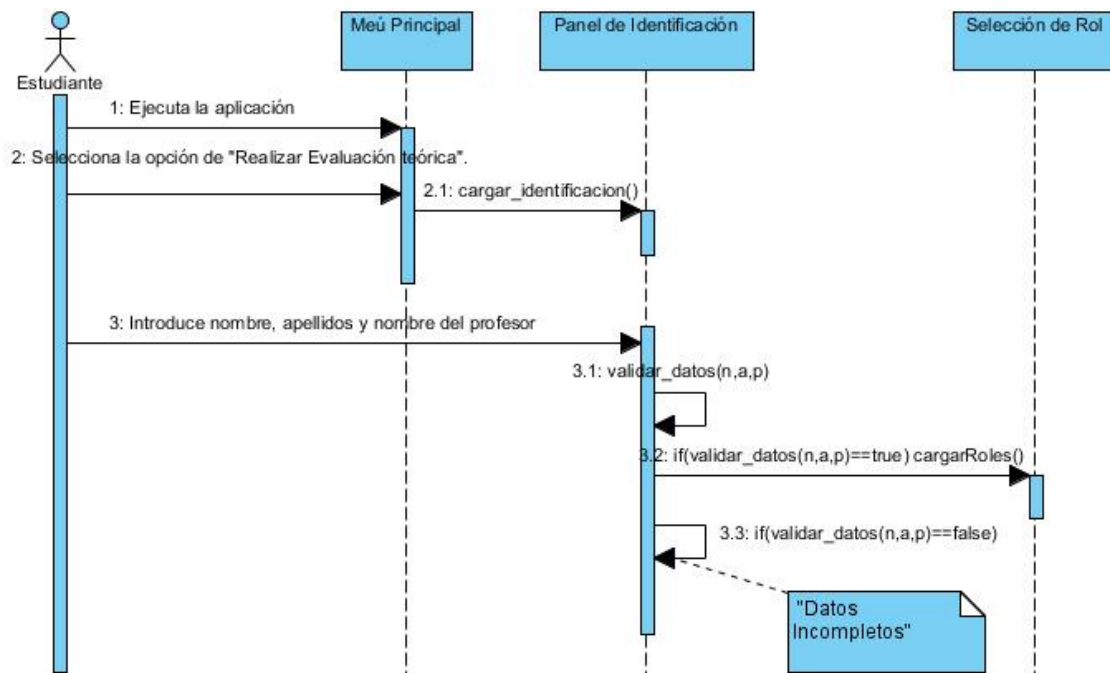 Meú Principal
Panel de Identificación
Selección de Rol
Estudiante
1: Ejecuta la aplicación
2: Selecciona la opción de "Realizar Evaluación teórica".
2.1: cargar_identificacion()
3: Introduce nombre, apellidos y nombre del profesor
3.1: validar_datos(n,a,p)
3.2: if(validar_datos(n,a,p)==true) cargarRoles()
3.3: if(validar_datos(n,a,p)==false)
"Datos
Incompletos"